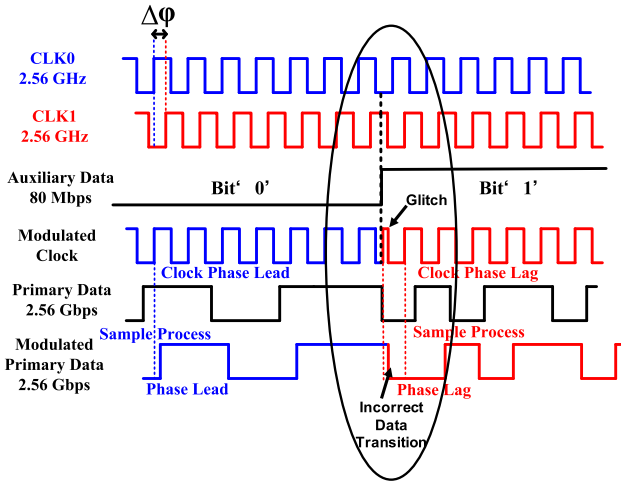 Δφ
CLK0
2.56 GHz
CLK1
2.56 GHz
Auxiliary Data
80 Mbps
Bit‘ 0’
Bit‘ 1’
Glitch
Modulated
Clock
Clock Phase Lead
Clock Phase Lag
Primary Data
2.56 Gbps
Sample Process
Sample Process
Modulated
Primary Data
2.56 Gbps
Phase Lead
Phase Lag
Incorrect
Data
Transition